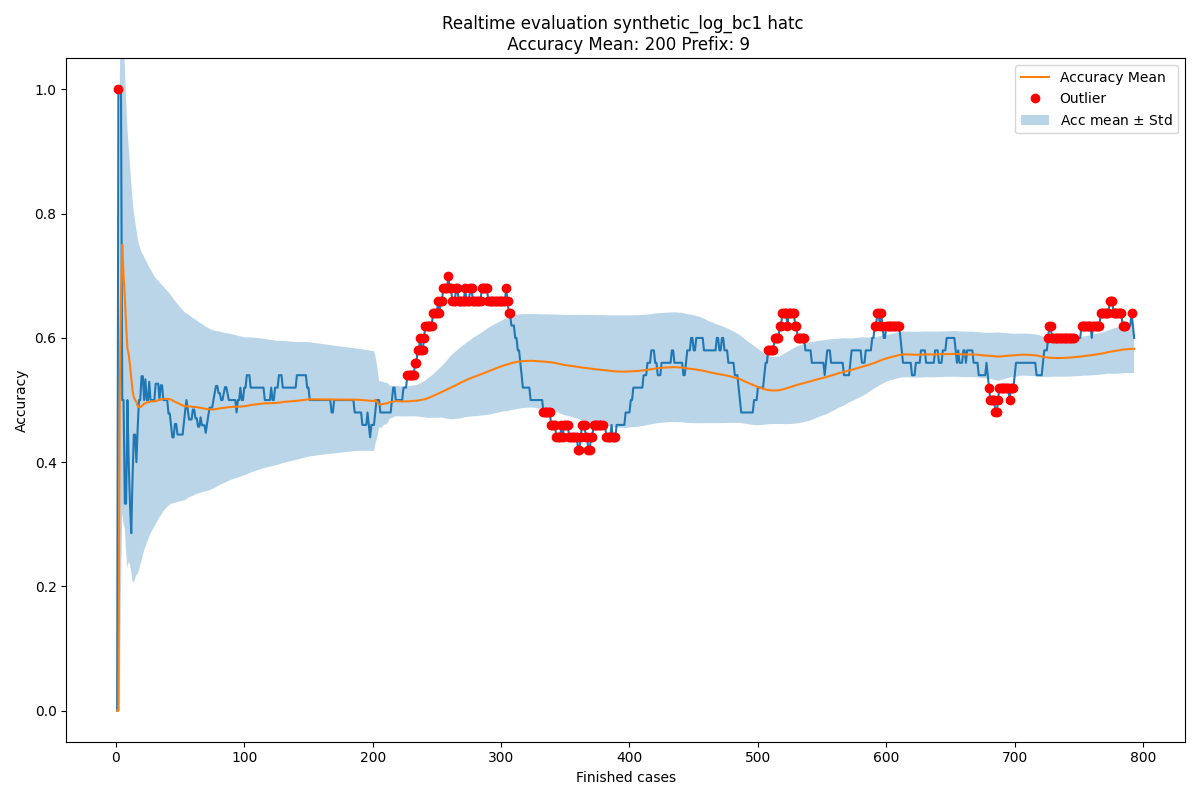 Realtime evaluation synthetic_log_bc1 hatc
Accuracy Mean: 200 Prefix: 9
Accuracy Mean
Outlier
Acc mean ± Std
Accuracy
1.0
0.8
0.6
0.4
0.2
0.0
0 100 200 300 400 500 600 700 800
Finished cases